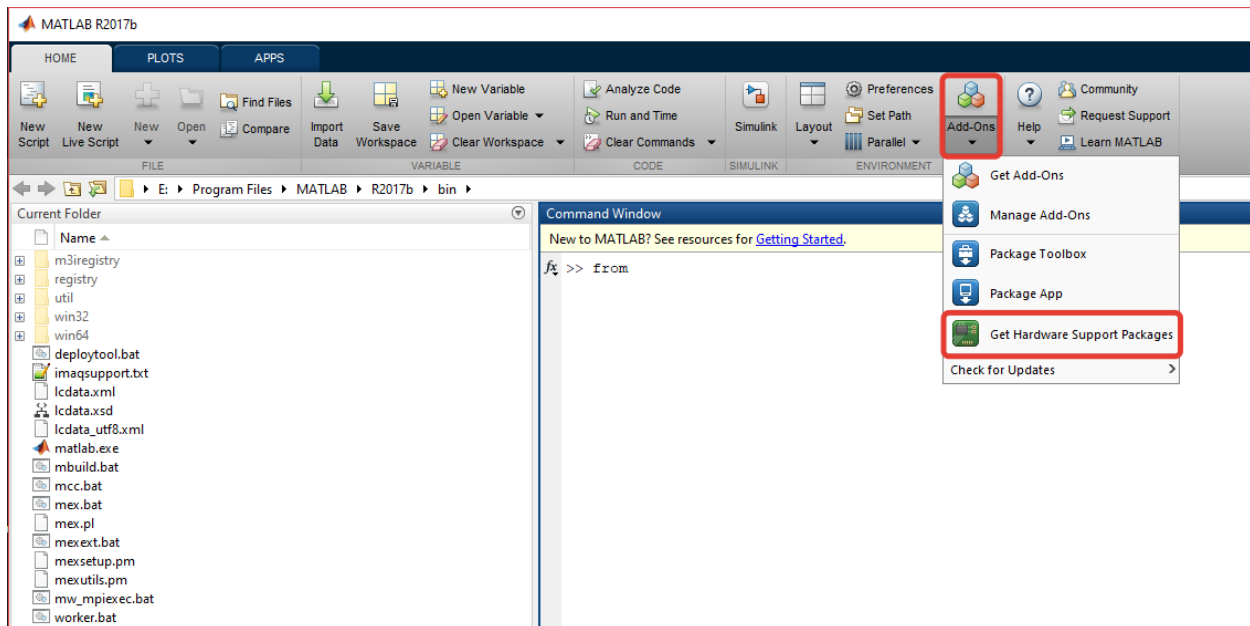 MATLAB R2017b
HOME PLOTS APPS
New Script
New Live Script
New
Open
Find Files
Compare
Import Data
Save Workspace
New Variable
Open Variable
Clear Workspace
Analyze Code
Run and Time
Clear Commands
Simulink
Layout
Preferences
Set Path
Parallel
Add-Ons
? Help
Community
Request Support
Learn MATLAB
FILE VARIABLE CODE SIMULINK ENVIRONMENT
E: Program Files MATLAB R2017b bin
Get Add-Ons
Manage Add-Ons
Package Toolbox
Package App
Get Hardware Support Packages
Check for Updates
Current Folder
Name
m3iregistry
registry
util
win32
win64
deploytool.bat
imaqsupport.txt
lcdata.xml
lcdata.xsd
lcdata_utf8.xml
matlab.exe
mbuild.bat
mcc.bat
mex.bat
mex.pl
mexext.bat
mexsetup.pm
mexutils.pm
mw_mpiexec.bat
worker.bat
Command Window
New to MATLAB? See resources for Getting Started.
fx >> from